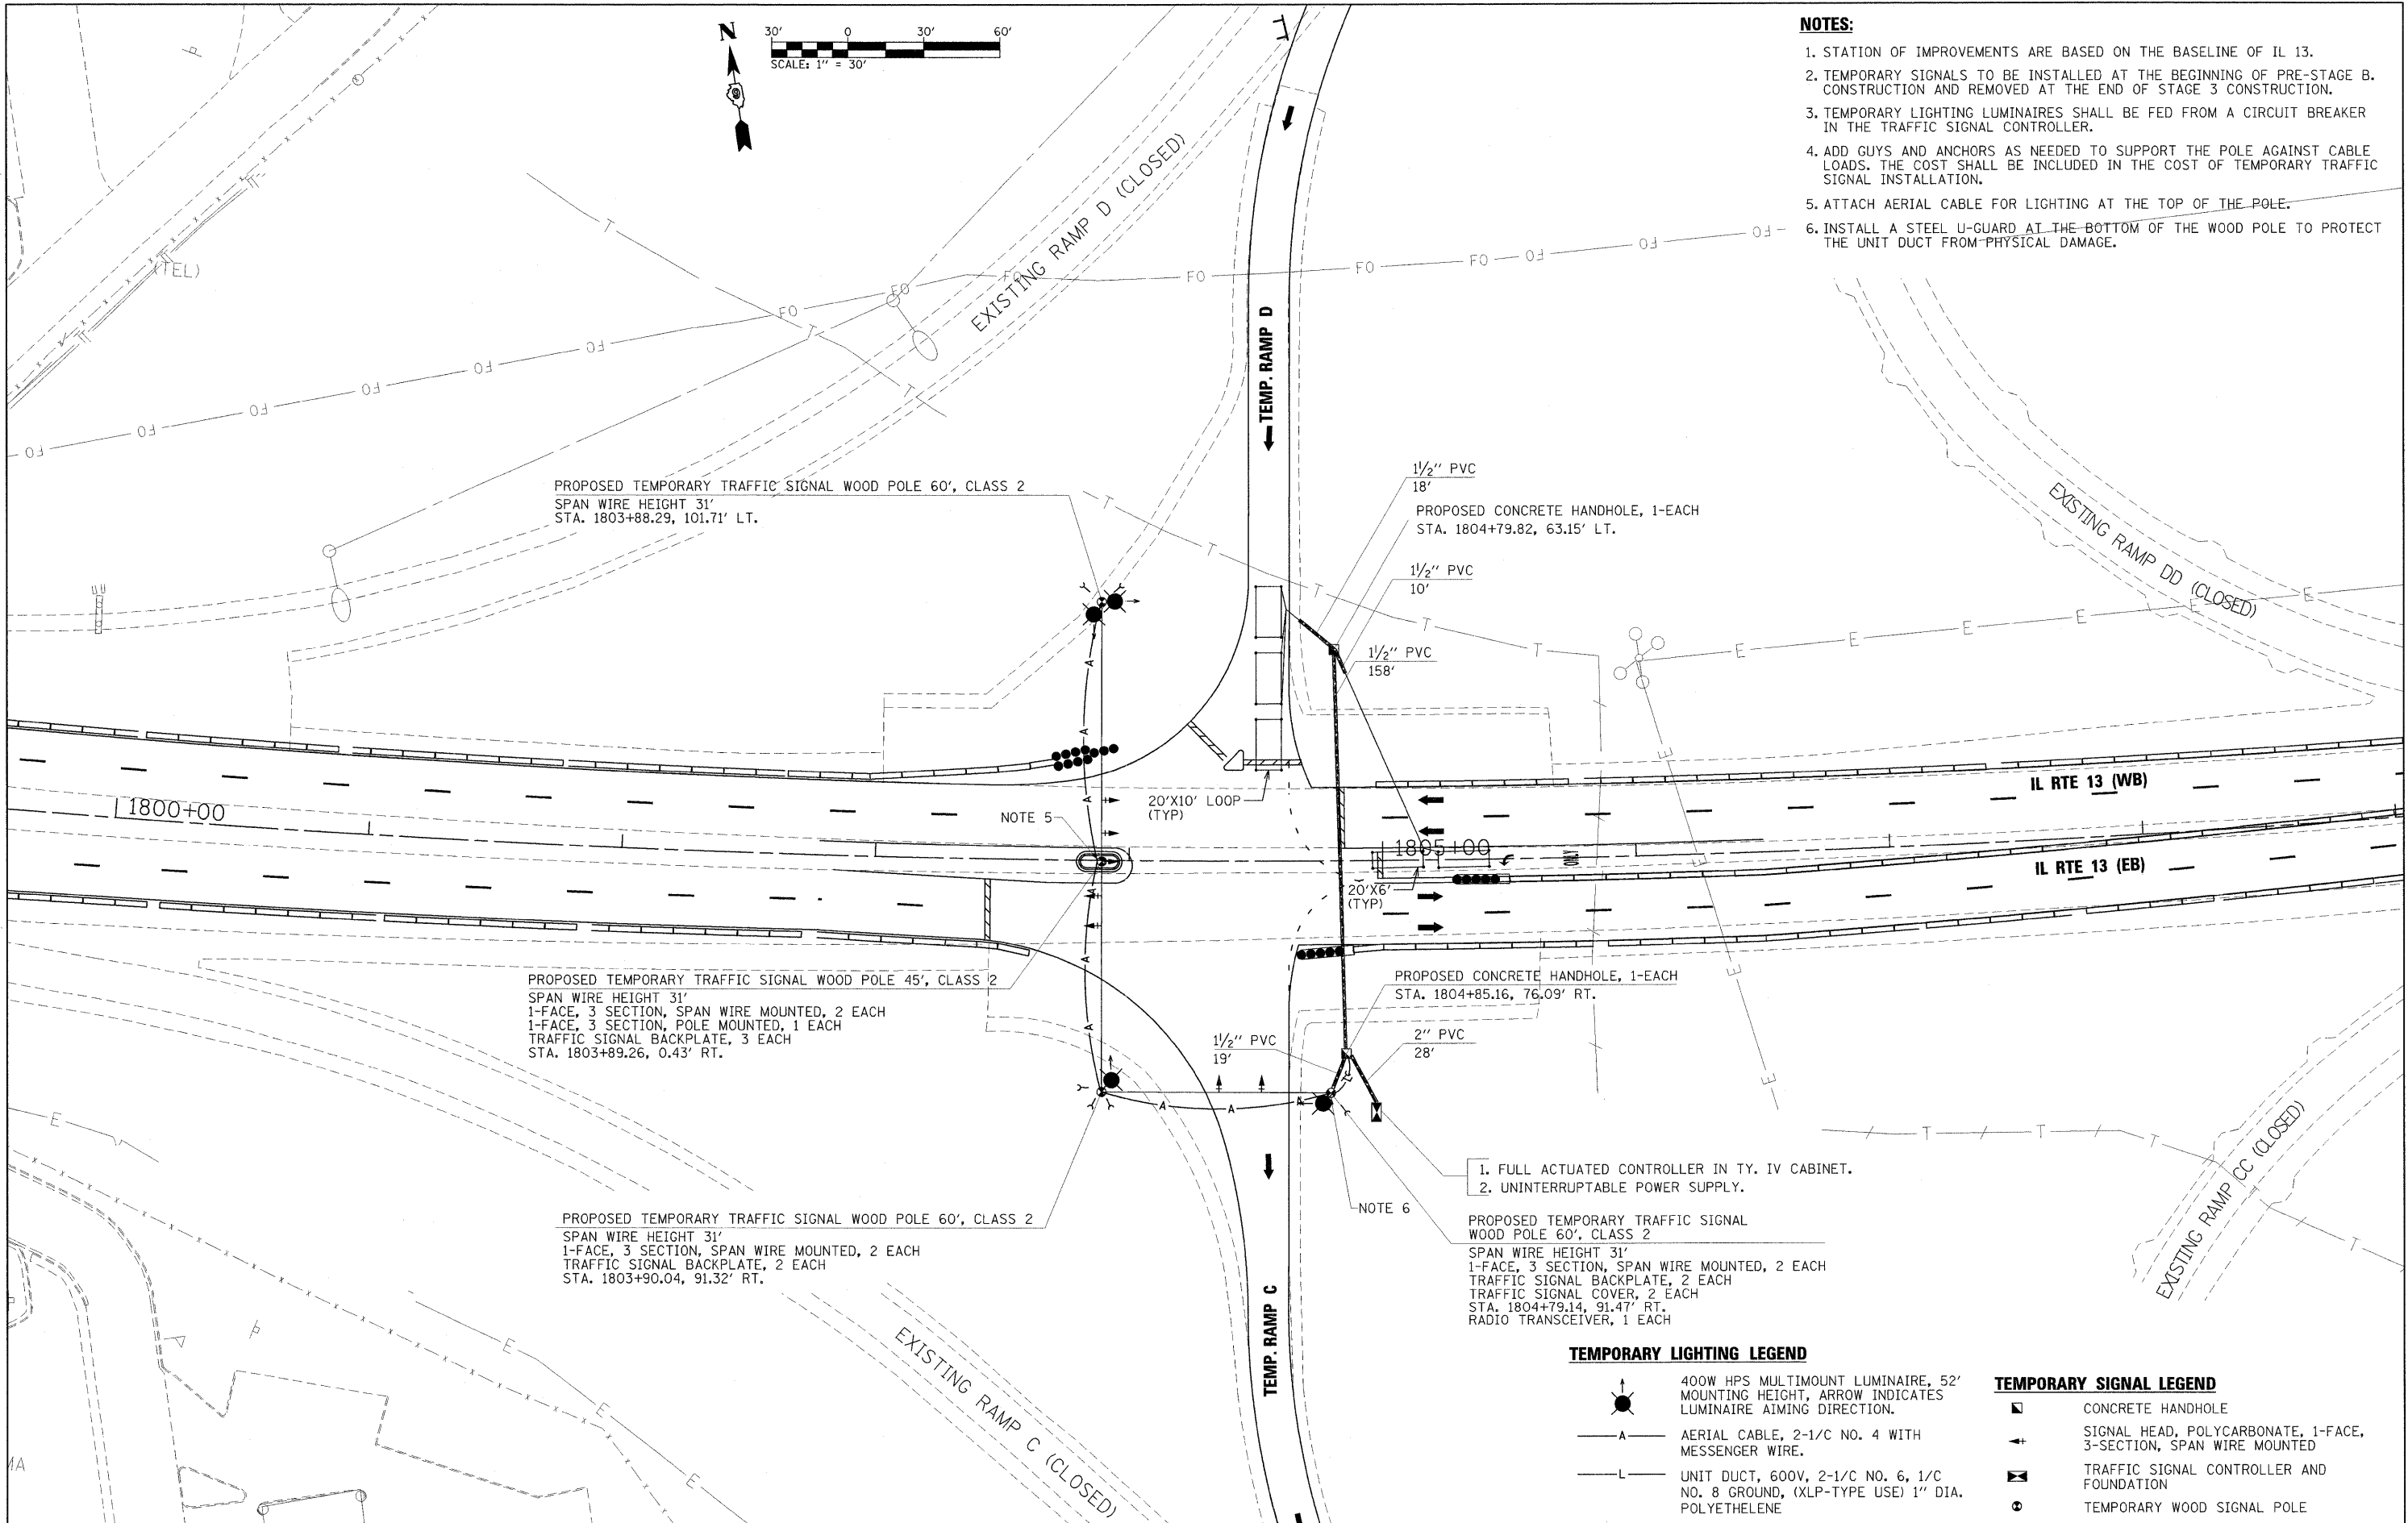 N
30' 0 30' 60'
SCALE: 1" = 30'
NOTES:
1. STATION OF IMPROVEMENTS ARE BASED ON THE BASELINE OF IL 13.
2. TEMPORARY SIGNALS TO BE INSTALLED AT THE BEGINNING OF PRE-STAGE B.
CONSTRUCTION AND REMOVED AT THE END OF STAGE 3 CONSTRUCTION.
3. TEMPORARY LIGHTING LUMINAIRES SHALL BE FED FROM A CIRCUIT BREAKER
IN THE TRAFFIC SIGNAL CONTROLLER.
4. ADD GUYS AND ANCHORS AS NEEDED TO SUPPORT THE POLE AGAINST CABLE
LOADS. THE COST SHALL BE INCLUDED IN THE COST OF TEMPORARY TRAFFIC
SIGNAL INSTALLATION.
5. ATTACH AERIAL CABLE FOR LIGHTING AT THE TOP OF THE POLE.
6. INSTALL A STEEL U-GUARD AT THE BOTTOM OF THE WOOD POLE TO PROTECT
THE UNIT DUCT FROM PHYSICAL DAMAGE.
(TEL)
EXISTING RAMP D (CLOSED)
TEMP. RAMP D
EXISTING RAMP DD (CLOSED)
PROPOSED TEMPORARY TRAFFIC SIGNAL WOOD POLE 60', CLASS 2
SPAN WIRE HEIGHT 31'
STA. 1803+88.29, 101.71' LT.
1 1/2" PVC
18'
PROPOSED CONCRETE HANDHOLE, 1-EACH
STA. 1804+79.82, 63.15' LT.
1 1/2" PVC
10'
1 1/2" PVC
158'
1800+00
NOTE 5
20'X10' LOOP
(TYP)
1805+00
ONLY
20'X6'
(TYP)
IL RTE 13 (WB)
IL RTE 13 (EB)
PROPOSED TEMPORARY TRAFFIC SIGNAL WOOD POLE 45', CLASS 2
SPAN WIRE HEIGHT 31'
1-FACE, 3 SECTION, SPAN WIRE MOUNTED, 2 EACH
1-FACE, 3 SECTION, POLE MOUNTED, 1 EACH
TRAFFIC SIGNAL BACKPLATE, 3 EACH
STA. 1803+89.26, 0.43' RT.
PROPOSED CONCRETE HANDHOLE, 1-EACH
STA. 1804+85.16, 76.09' RT.
1 1/2" PVC
19'
2" PVC
28'
1. FULL ACTUATED CONTROLLER IN TY. IV CABINET.
2. UNINTERRUPTABLE POWER SUPPLY.
NOTE 6
PROPOSED TEMPORARY TRAFFIC SIGNAL WOOD POLE 60', CLASS 2
SPAN WIRE HEIGHT 31'
1-FACE, 3 SECTION, SPAN WIRE MOUNTED, 2 EACH
TRAFFIC SIGNAL BACKPLATE, 2 EACH
STA. 1803+90.04, 91.32' RT.
PROPOSED TEMPORARY TRAFFIC SIGNAL
WOOD POLE 60', CLASS 2
SPAN WIRE HEIGHT 31'
1-FACE, 3 SECTION, SPAN WIRE MOUNTED, 2 EACH
TRAFFIC SIGNAL BACKPLATE, 2 EACH
TRAFFIC SIGNAL COVER, 2 EACH
STA. 1804+79.14, 91.47' RT.
RADIO TRANSCEIVER, 1 EACH
EXISTING RAMP CC (CLOSED)
EXISTING RAMP C (CLOSED)
TEMP. RAMP C
TEMPORARY LIGHTING LEGEND
400W HPS MULTIMOUNT LUMINAIRE, 52'
MOUNTING HEIGHT, ARROW INDICATES
LUMINAIRE AIMING DIRECTION.
A AERIAL CABLE, 2-1/C NO. 4 WITH
MESSENGER WIRE.
L UNIT DUCT, 600V, 2-1/C NO. 6, 1/C
NO. 8 GROUND, (XLP-TYPE USE) 1" DIA.
POLYETHELENE
TEMPORARY SIGNAL LEGEND
CONCRETE HANDHOLE
SIGNAL HEAD, POLYCARBONATE, 1-FACE,
3-SECTION, SPAN WIRE MOUNTED
TRAFFIC SIGNAL CONTROLLER AND
FOUNDATION
TEMPORARY WOOD SIGNAL POLE